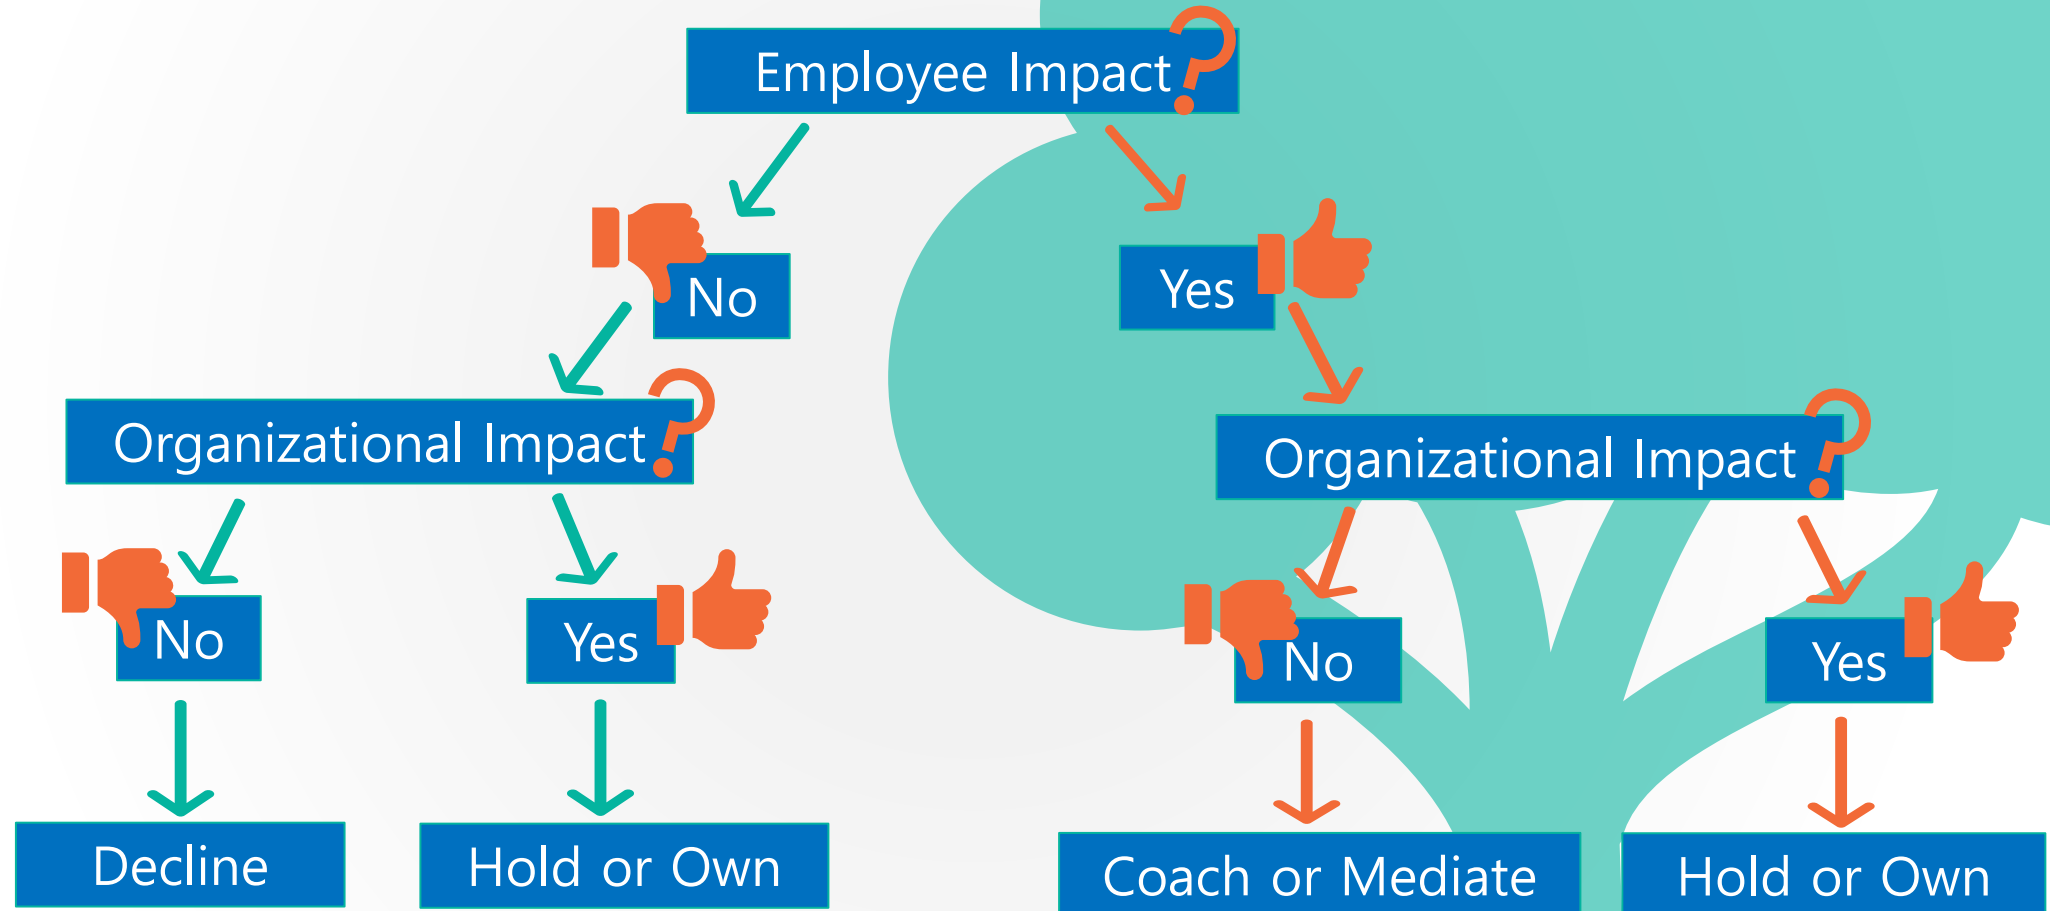 Employee Impact?
No
Yes
Organizational Impact?
Organizational Impact?
No
Yes
No
Yes
Decline
Hold or Own
Coach or Mediate
Hold or Own